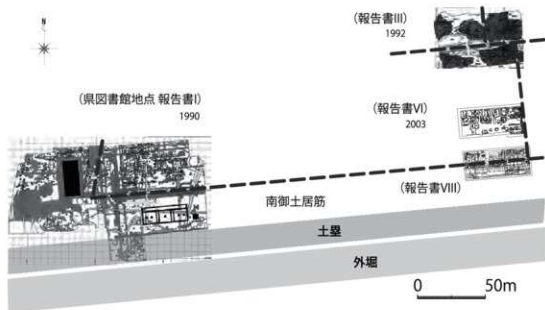 N
(報告書III)
1992
(県図書館地点 報告書I)
1990
(報告書VI)
2003
(報告書VIII)
南御土居筋
土塁
外堀
0 50m